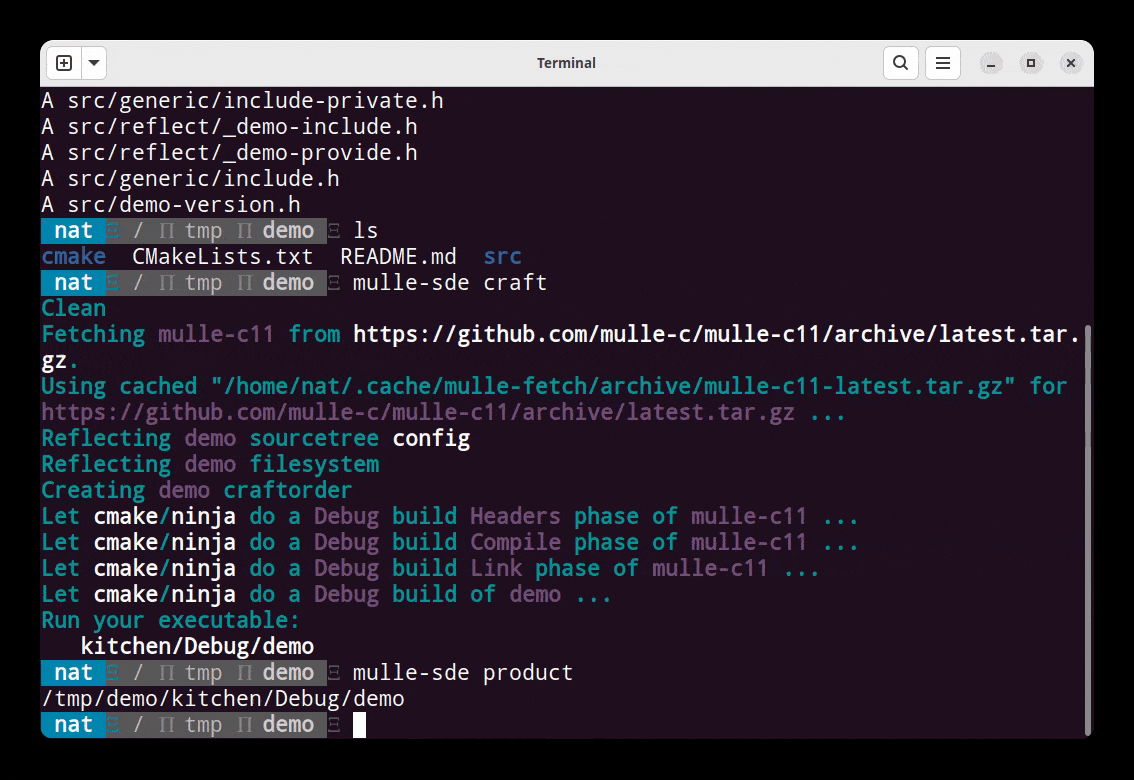 Terminal
A src/generic/include-private.h
A src/reflect/_demo-include.h
A src/reflect/_demo-provide.h
A src/generic/include.h
A src/demo-version.h
nat Ξ / Π tmp Π demo Ξ ls
cmake  CMakeLists.txt  README.md  src
nat Ξ / Π tmp Π demo Ξ mulle-sde craft
Clean
Fetching mulle-c11 from https://github.com/mulle-c/mulle-c11/archive/latest.tar.
gz.
Using cached "/home/nat/.cache/mulle-fetch/archive/mulle-c11-latest.tar.gz" for
https://github.com/mulle-c/mulle-c11/archive/latest.tar.gz ...
Reflecting demo sourcetree config
Reflecting demo filesystem
Creating demo craftorder
Let cmake/ninja do a Debug build Headers phase of mulle-c11 ...
Let cmake/ninja do a Debug build Compile phase of mulle-c11 ...
Let cmake/ninja do a Debug build Link phase of mulle-c11 ...
Let cmake/ninja do a Debug build of demo ...
Run your executable:
   kitchen/Debug/demo
nat Ξ / Π tmp Π demo Ξ mulle-sde product
/tmp/demo/kitchen/Debug/demo
nat Ξ / Π tmp Π demo Ξ